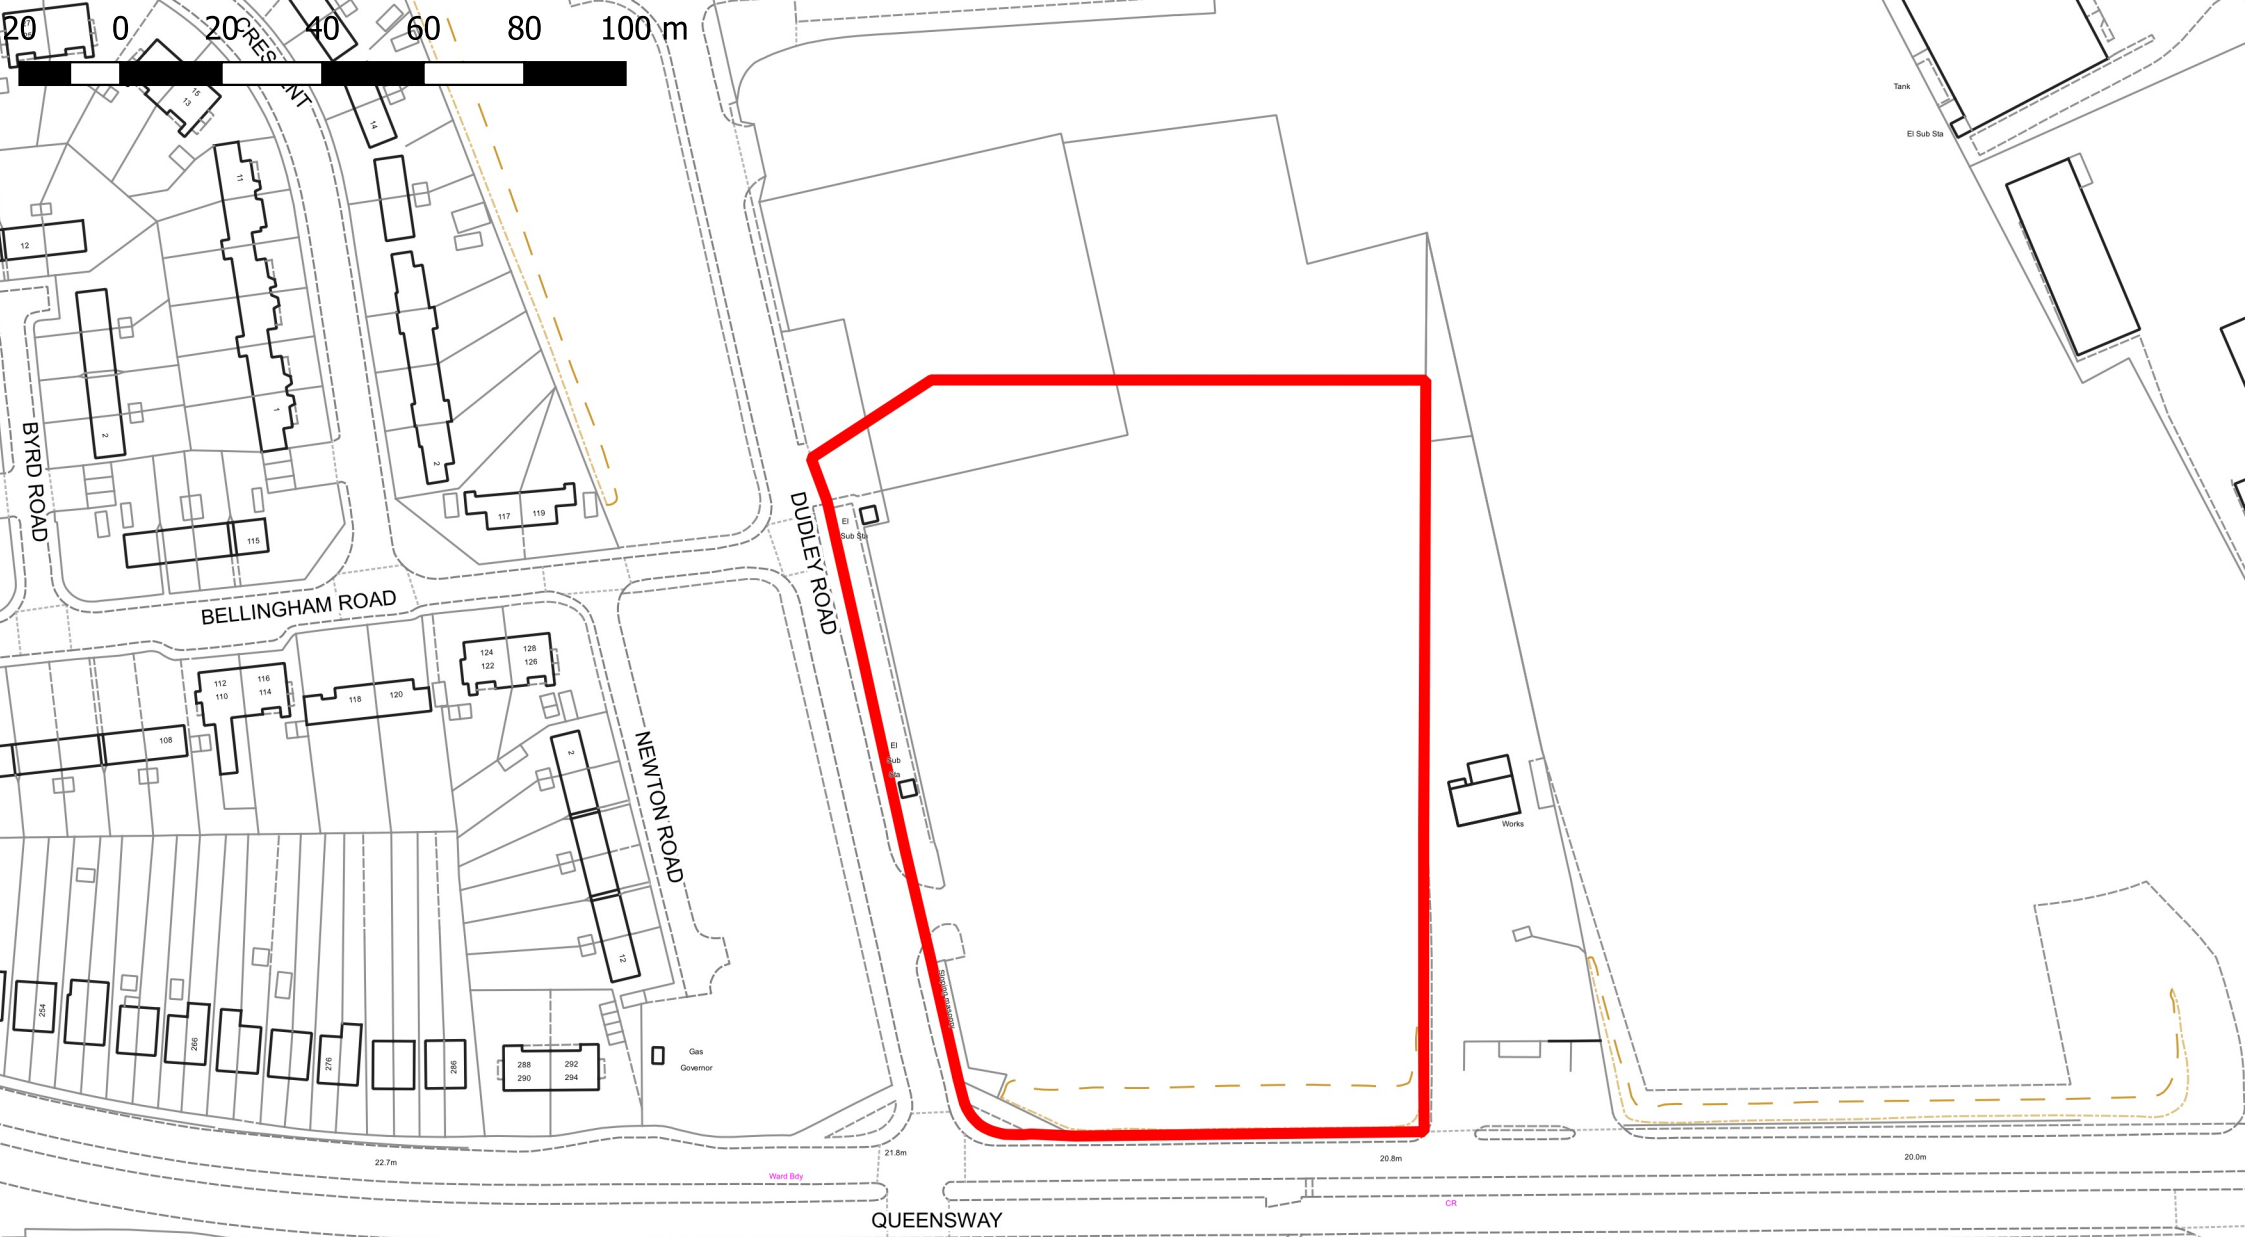 20 0 20 40 60 80 100 m
CRESCENT
15
13
14
11
12
2
1
2
BYRD ROAD
115
117 119
BELLINGHAM ROAD
DUDLEY ROAD
El
Sub Sta
Tank
El Sub Sta
124 128
122 126
112 116
110 114
118 120
108
2
NEWTON ROAD
El
Sub
Sta
Works
12
Sloping masonry
254
266
276
286
288 292
290 294
Gas
Governor
22.7m
21.8m
20.8m
20.0m
Ward Bdy
CR
QUEENSWAY